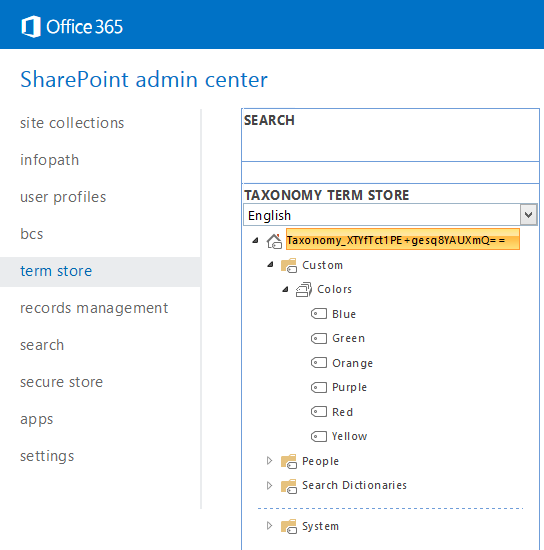 Office 365
SharePoint admin center
site collections
infopath
user profiles
bcs
term store
records management
search
secure store
apps
settings
SEARCH
TAXONOMY TERM STORE
English
Taxonomy_XTYfTct1PE+gesq8YAUXmQ==
Custom
Colors
Blue
Green
Orange
Purple
Red
Yellow
People
Search Dictionaries
System